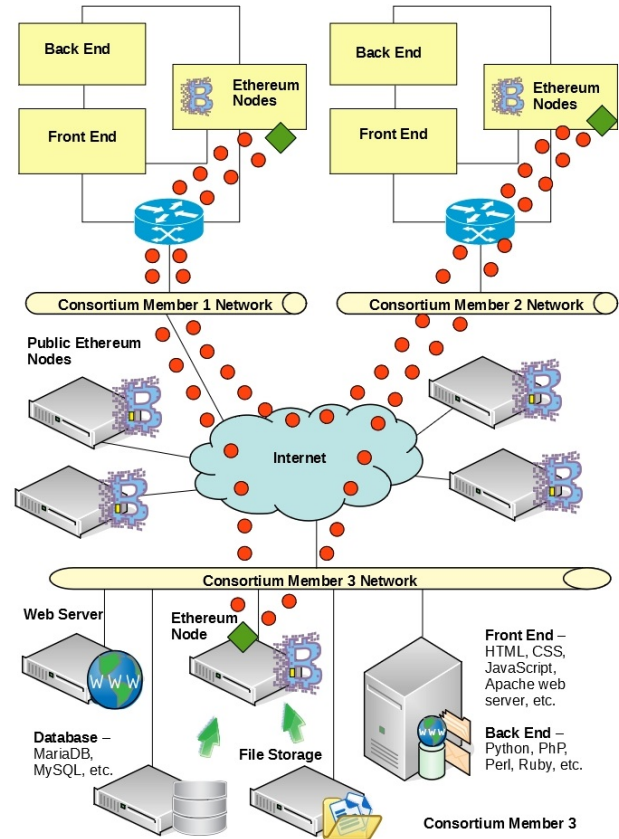 Back End
Ethereum
Nodes
Front End
Back End
Ethereum
Nodes
Front End
Consortium Member 1 Network
Consortium Member 2 Network
Public Ethereum
Nodes
Internet
Consortium Member 3 Network
Web Server
WWW
Ethereum
Node
Front End –
HTML, CSS,
JavaScript,
Apache web
server, etc.
WWW
Back End –
Python, PhP,
Perl, Ruby, etc.
Database –
MariaDB,
MySQL, etc.
File Storage
Consortium Member 3